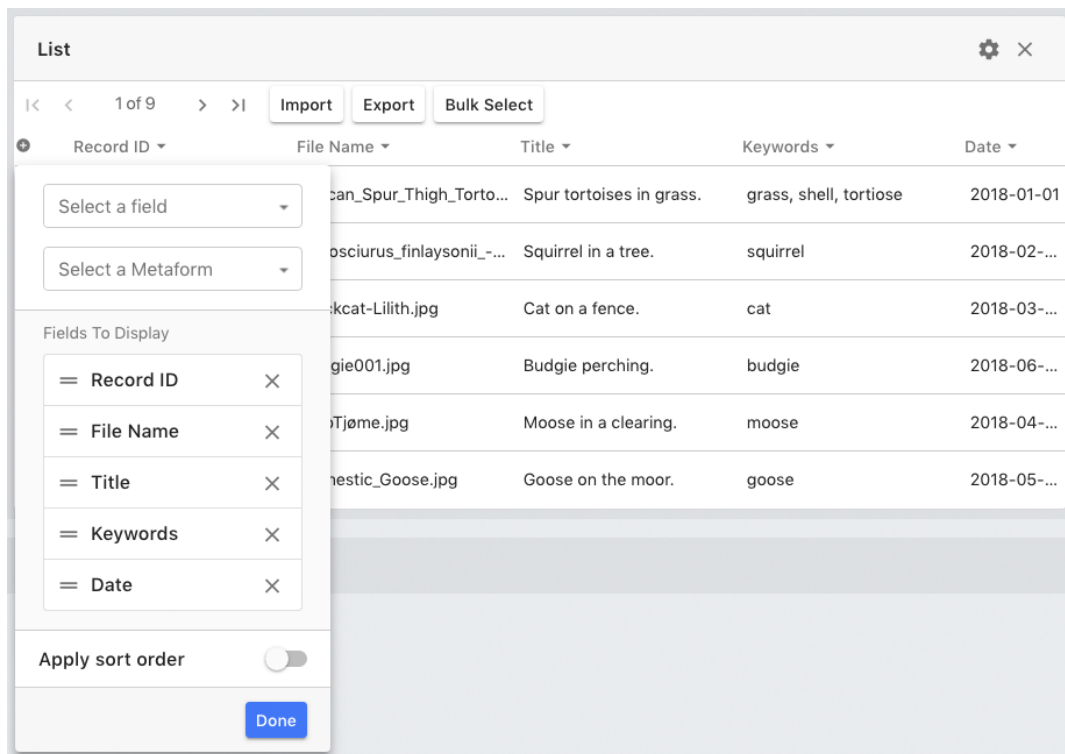 List
1 of 9
Import
Export
Bulk Select
Record ID
File Name
Title
Keywords
Date
Select a field
Select a Metaform
Fields To Display
Record ID
File Name
Title
Keywords
Date
Apply sort order
Done
can_Spur_Thigh_Torto... Spur tortoises in grass. grass, shell, tortiose 2018-01-01
osciurus_finlaysonii_-... Squirrel in a tree. squirrel 2018-02-...
kcat-Lilith.jpg Cat on a fence. cat 2018-03-...
gie001.jpg Budgie perching. budgie 2018-06-...
Tjøme.jpg Moose in a clearing. moose 2018-04-...
nestic_Goose.jpg Goose on the moor. goose 2018-05-...